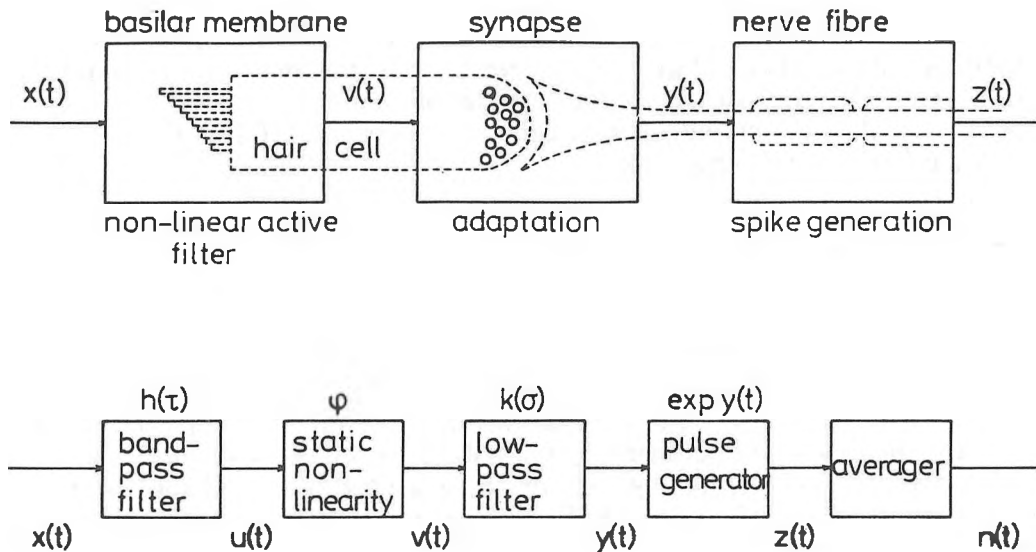 basilar membrane
synapse
nerve fibre
x(t)
v(t)
y(t)
z(t)
hair cell
non-linear active
filter
adaptation
spike generation
h(τ)
φ
k(σ)
exp y(t)
band-
pass
filter
static
non-
linearity
low-
pass
filter
pulse
generator
averager
x(t)
u(t)
v(t)
y(t)
z(t)
n(t)